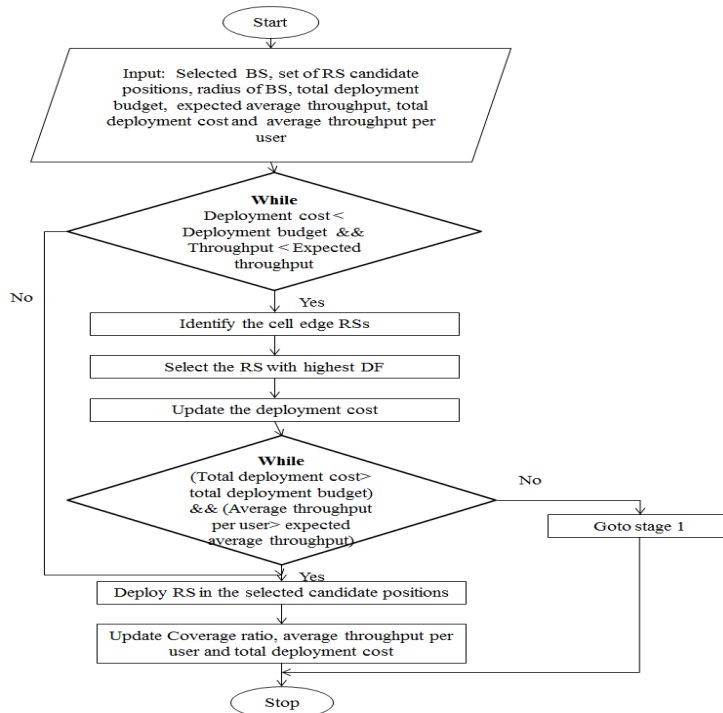 Start
Input: Selected BS, set of RS candidate
positions, radius of BS, total deployment
budget, expected average throughput, total
deployment cost and average throughput per
user
While
Deployment cost <
Deployment budget &&
Throughput < Expected
throughput
No
Yes
Identify the cell edge RSs
Select the RS with highest DF
Update the deployment cost
While
(Total deployment cost>
total deployment budget)
&& (Average throughput
per user> expected
average throughput)
No
Goto stage 1
Yes
Deploy RS in the selected candidate positions
Update Coverage ratio, average throughput per
user and total deployment cost
Stop